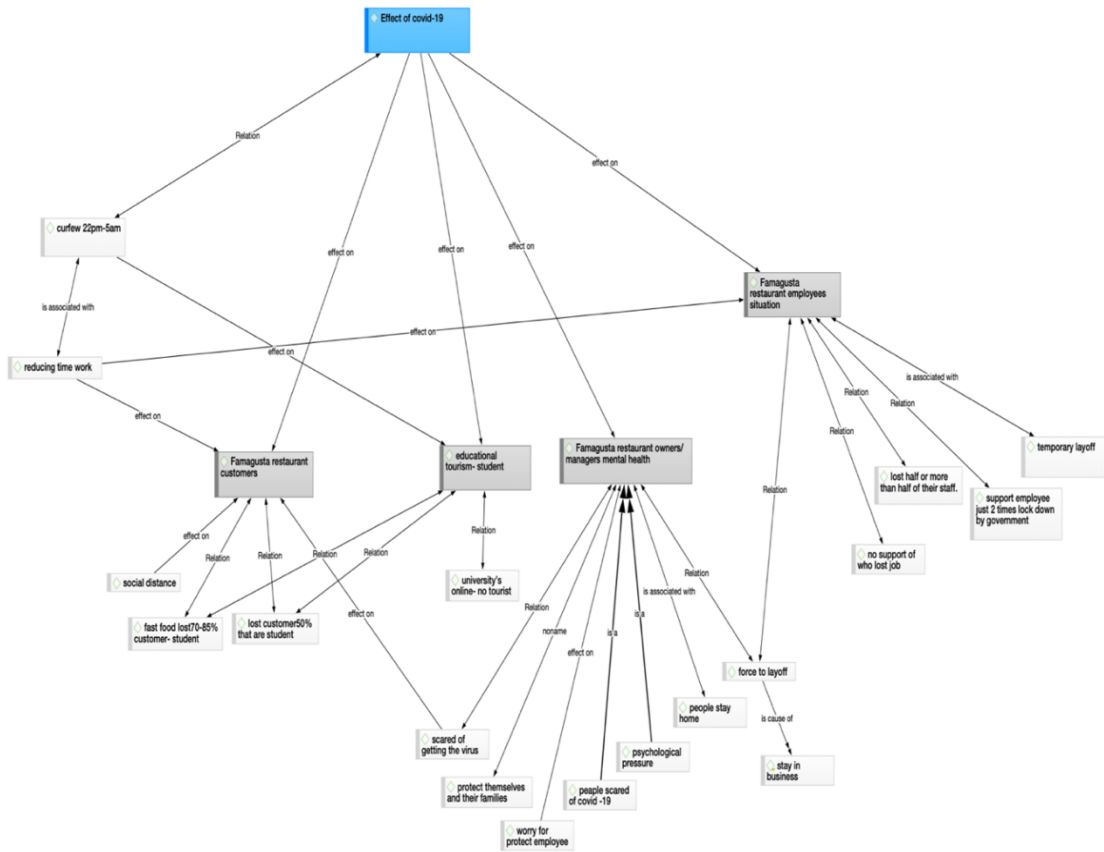 Effect of covid-19
Relation
effect on
curfew 22pm-5am
effect on
effect on
effect on
Famagusta
restaurant employees
situation
is associated with
effect on
effect on
reducing time work
is associated with
Relation
Relation
effect on
Relation
Famagusta restaurant
customers
educational
tourism- student
Famagusta restaurant owners/
managers mental health
temporary layoff
lost half or more
than half of their staff.
support employee
just 2 times lock down
by government
Relation
no support of
who lost job
effect on
Relation
Relation
Relation
Relation
Relation
social distance
university's
online- no tourist
Relation
is associated with
effect on
Relation
noname
effect on
is a
is a
fast food lost70-85%
customer- student
lost customer50%
that are student
force to layoff
people stay
home
is cause of
scared of
getting the virus
psychological
pressure
stay in
business
protect themselves
and their families
peaple scared
of covid -19
worry for
protect employee